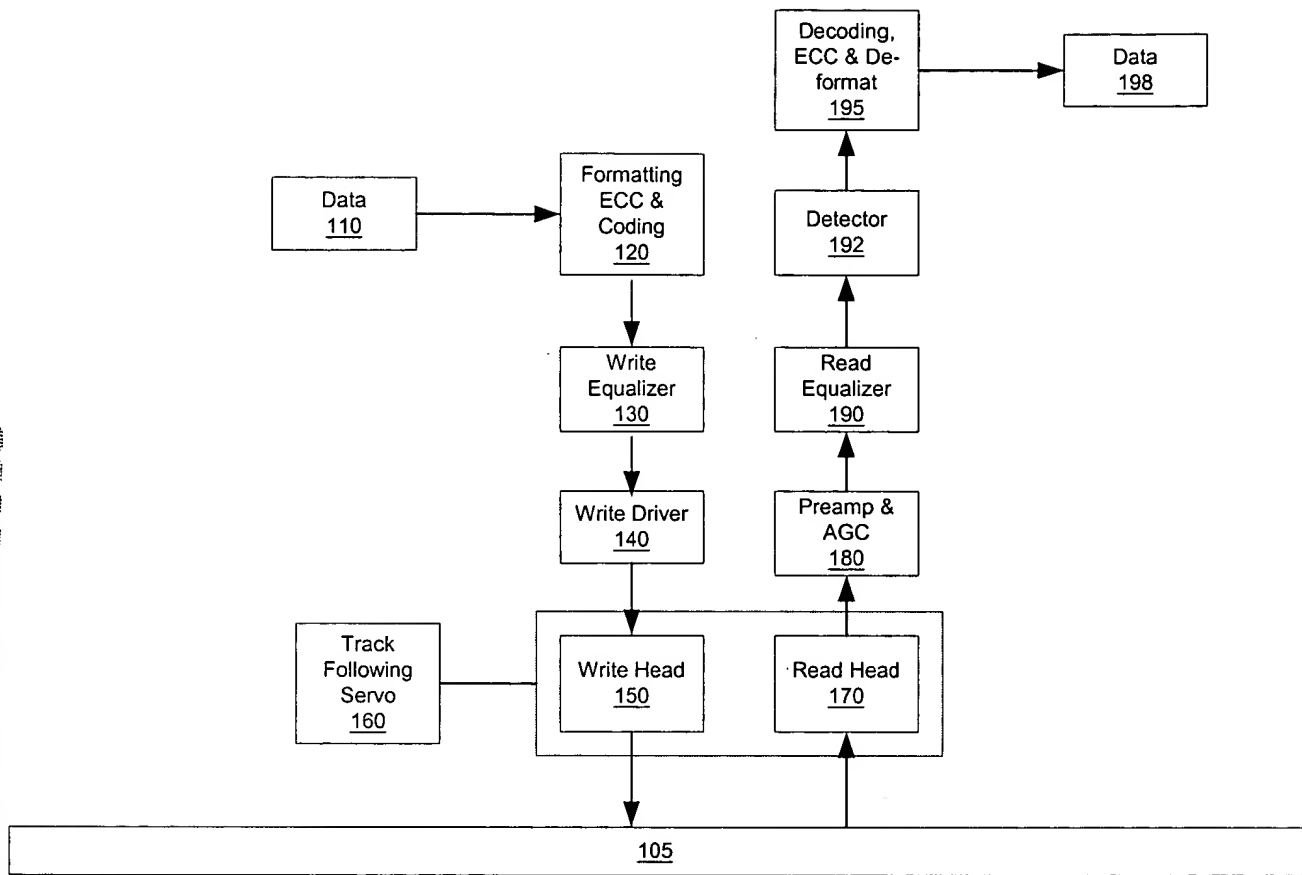 Decoding,
ECC & De-
format
195
Data
198
Formatting
ECC &
Coding
120
Data
110
Detector
192
Write
Equalizer
130
Read
Equalizer
190
Write Driver
140
Preamp &
AGC
180
Track
Following
Servo
160
Write Head
150
Read Head
170
105